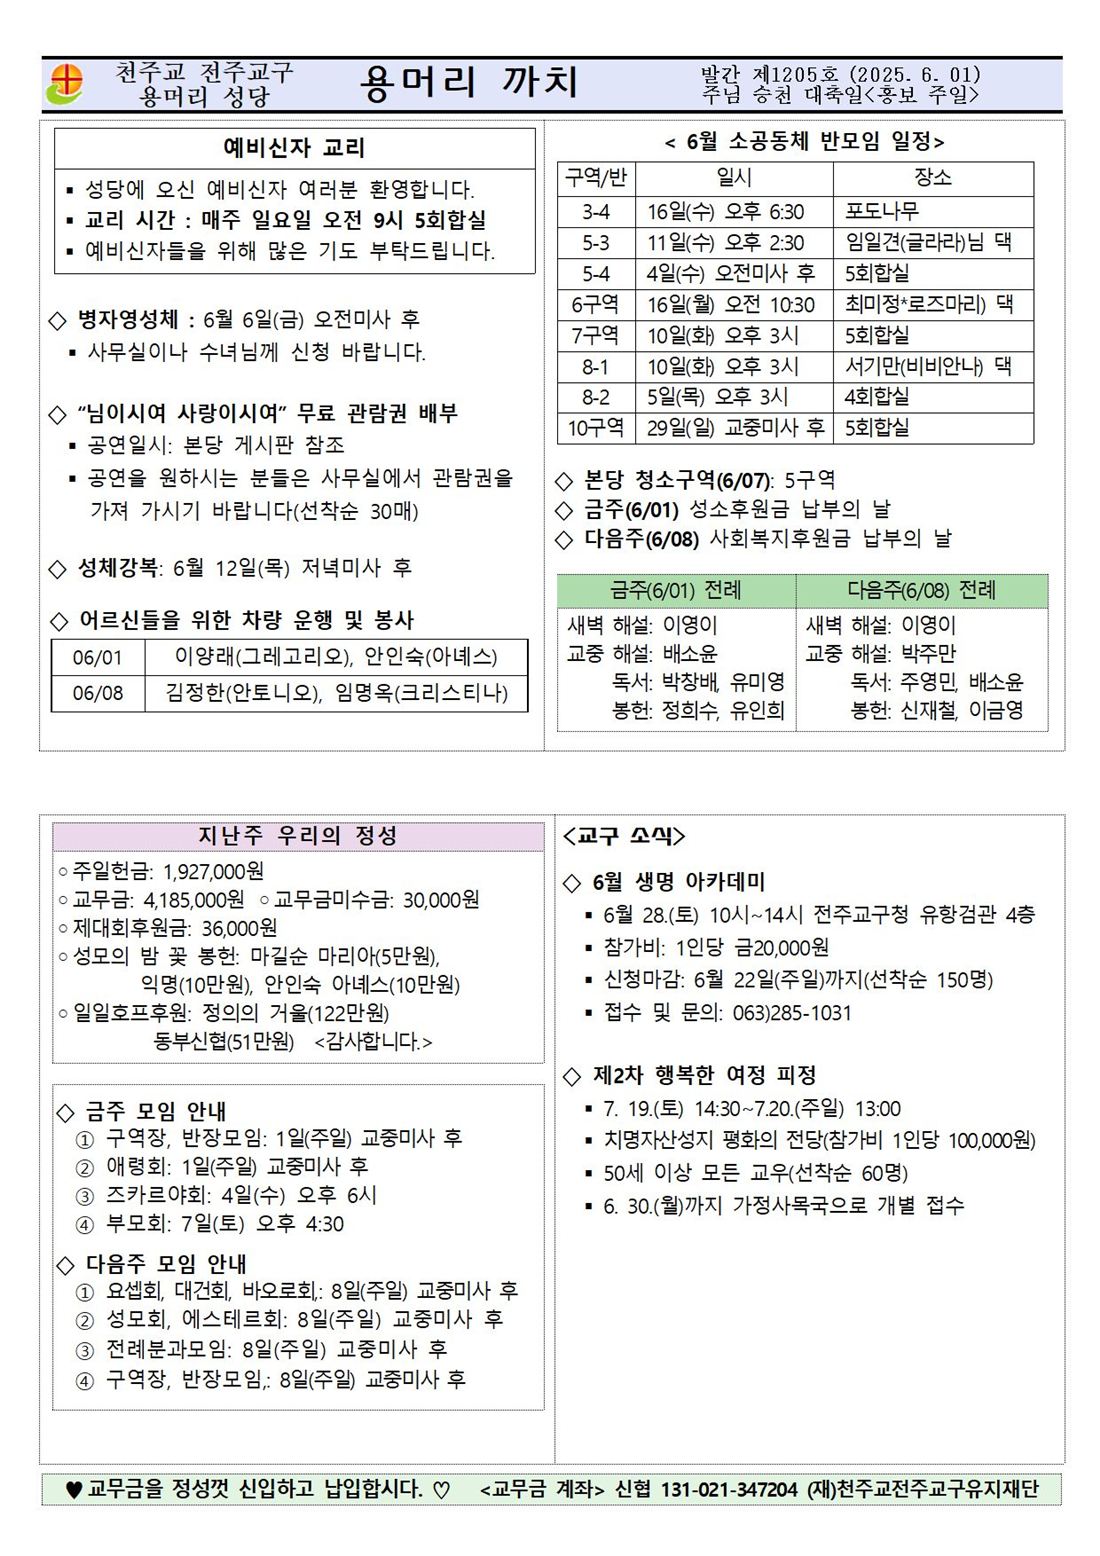 천주교 전주교구
용머리 성당
용머리 까치
발간 제1205호 (2025. 6. 01)
주님 승천 대축일<홍보 주일>
예비신자 교리
▪ 성당에 오신 예비신자 여러분 환영합니다.
▪ 교리 시간 : 매주 일요일 오전 9시 5회합실
▪ 예비신자들을 위해 많은 기도 부탁드립니다.
◇ 병자영성체 : 6월 6일(금) 오전미사 후
▪ 사무실이나 수녀님께 신청 바랍니다.
◇ “님이시여 사랑이시여” 무료 관람권 배부
▪ 공연일시: 본당 게시판 참조
▪ 공연을 원하시는 분들은 사무실에서 관람권을
가져 가시기 바랍니다(선착순 30매)
◇ 성체강복: 6월 12일(목) 저녁미사 후
◇ 어르신들을 위한 차량 운행 및 봉사
06/01 이양래(그레고리오), 안인숙(아녜스)
06/08 김정한(안토니오), 임명옥(크리스티나)
< 6월 소공동체 반모임 일정>
구역/반 일시 장소
3-4 16일(수) 오후 6:30 포도나무
5-3 11일(수) 오후 2:30 임일견(글라라)님 댁
5-4 4일(수) 오전미사 후 5회합실
6구역 16일(월) 오전 10:30 최미정*로즈마리) 댁
7구역 10일(화) 오후 3시 5회합실
8-1 10일(화) 오후 3시 서기만(비비안나) 댁
8-2 5일(목) 오후 3시 4회합실
10구역 29일(일) 교중미사 후 5회합실
◇ 본당 청소구역(6/07): 5구역
◇ 금주(6/01) 성소후원금 납부의 날
◇ 다음주(6/08) 사회복지후원금 납부의 날
금주(6/01) 전례 다음주(6/08) 전례
새벽 해설: 이영이 새벽 해설: 이영이
교중 해설: 배소윤 교중 해설: 박주만
독서: 박창배, 유미영 독서: 주영민, 배소윤
봉헌: 정희수, 유인희 봉헌: 신재철, 이금영
지난주 우리의 정성
○ 주일헌금: 1,927,000원
○ 교무금: 4,185,000원 ○ 교무금미수금: 30,000원
○ 제대회후원금: 36,000원
○ 성모의 밤 꽃 봉헌: 마길순 마리아(5만원),
익명(10만원), 안인숙 아녜스(10만원)
○ 일일호프후원: 정의의 거울(122만원)
동부신협(51만원) <감사합니다.>
◇ 금주 모임 안내
① 구역장, 반장모임: 1일(주일) 교중미사 후
② 애령회: 1일(주일) 교중미사 후
③ 즈카르야회: 4일(수) 오후 6시
④ 부모회: 7일(토) 오후 4:30
◇ 다음주 모임 안내
① 요셉회, 대건회, 바오로회,: 8일(주일) 교중미사 후
② 성모회, 에스테르회: 8일(주일) 교중미사 후
③ 전례분과모임: 8일(주일) 교중미사 후
④ 구역장, 반장모임,: 8일(주일) 교중미사 후
<교구 소식>
◇ 6월 생명 아카데미
▪ 6월 28.(토) 10시~14시 전주교구청 유항검관 4층
▪ 참가비: 1인당 금20,000원
▪ 신청마감: 6월 22일(주일)까지(선착순 150명)
▪ 접수 및 문의: 063)285-1031
◇ 제2차 행복한 여정 피정
▪ 7. 19.(토) 14:30~7.20.(주일) 13:00
▪ 치명자산성지 평화의 전당(참가비 1인당 100,000원)
▪ 50세 이상 모든 교우(선착순 60명)
▪ 6. 30.(월)까지 가정사목국으로 개별 접수
♥ 교무금을 정성껏 신입하고 납입합시다. ♡ <교무금 계좌> 신협 131-021-347204 (재)천주교전주교구유지재단